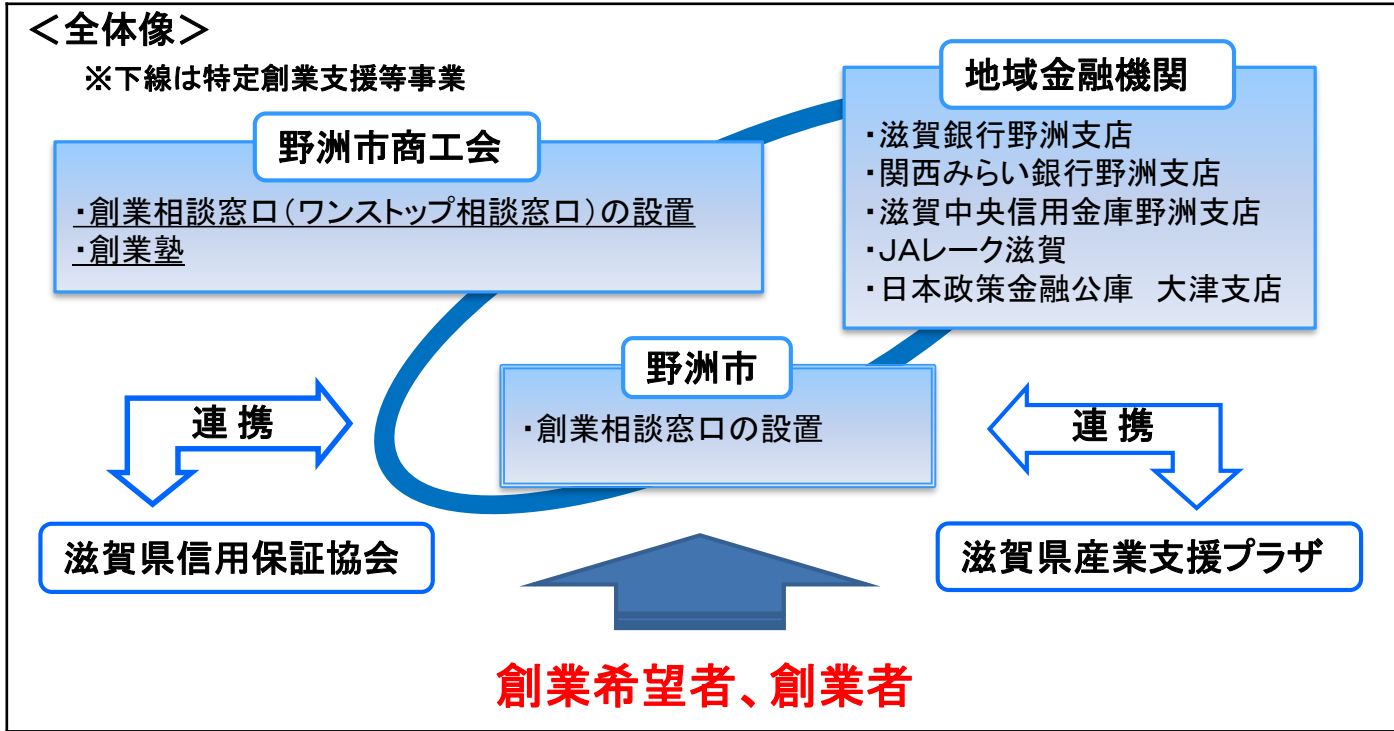 ＜全体像＞
※下線は特定創業支援等事業
野洲市商工会
・創業相談窓口（ワンストップ相談窓口）の設置
・創業塾
地域金融機関
・滋賀銀行野洲支店
・関西みらい銀行野洲支店
・滋賀中央信用金庫野洲支店
・JAレーク滋賀
・日本政策金融公庫　大津支店
野洲市
・創業相談窓口の設置
連 携
連 携
滋賀県信用保証協会
滋賀県産業支援プラザ
創業希望者、創業者